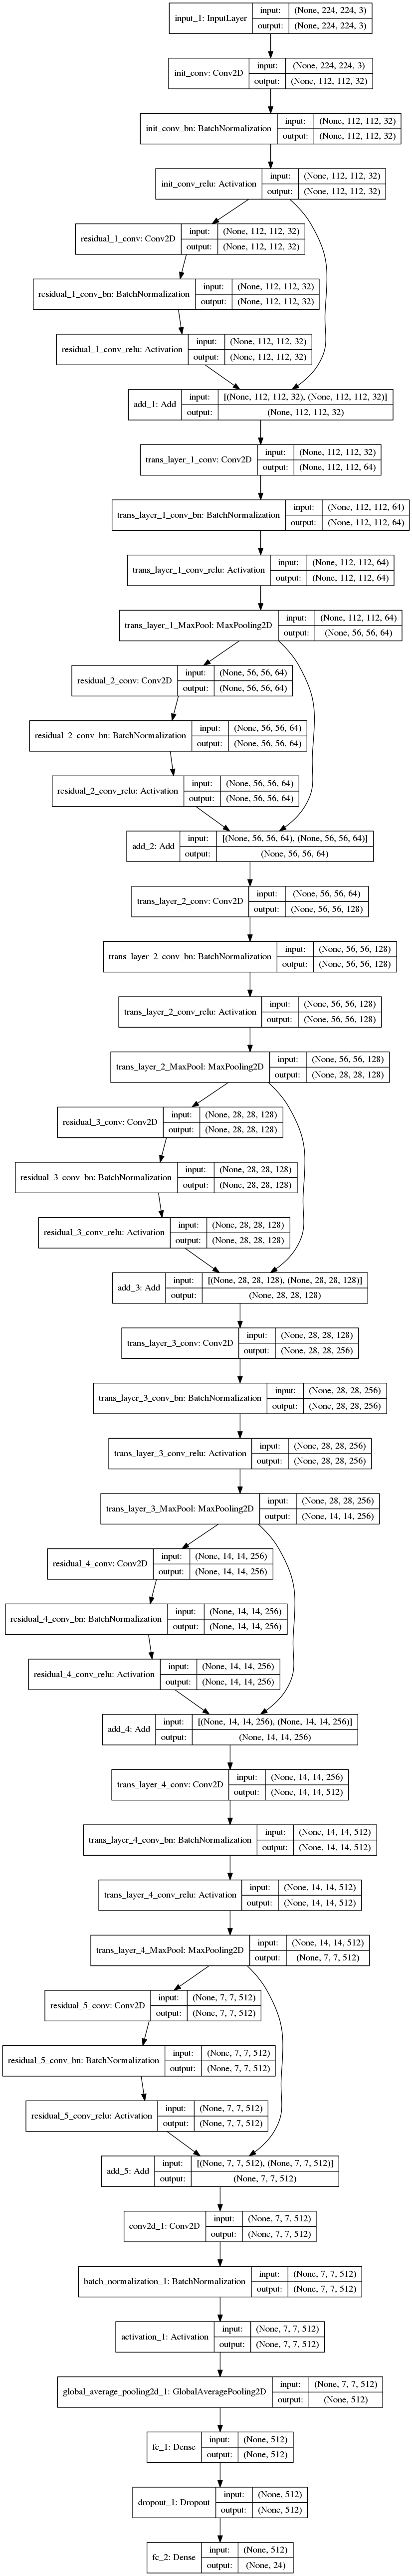 input_1: InputLayer
input: (None, 224, 224, 3)
output: (None, 224, 224, 3)
init_conv: Conv2D
input: (None, 224, 224, 3)
output: (None, 112, 112, 32)
init_conv_bn: BatchNormalization
input: (None, 112, 112, 32)
output: (None, 112, 112, 32)
init_conv_relu: Activation
input: (None, 112, 112, 32)
output: (None, 112, 112, 32)
residual_1_conv: Conv2D
input: (None, 112, 112, 32)
output: (None, 112, 112, 32)
residual_1_conv_bn: BatchNormalization
input: (None, 112, 112, 32)
output: (None, 112, 112, 32)
residual_1_conv_relu: Activation
input: (None, 112, 112, 32)
output: (None, 112, 112, 32)
add_1: Add
input: [(None, 112, 112, 32), (None, 112, 112, 32)]
output: (None, 112, 112, 32)
trans_layer_1_conv: Conv2D
input: (None, 112, 112, 32)
output: (None, 112, 112, 64)
trans_layer_1_conv_bn: BatchNormalization
input: (None, 112, 112, 64)
output: (None, 112, 112, 64)
trans_layer_1_conv_relu: Activation
input: (None, 112, 112, 64)
output: (None, 112, 112, 64)
trans_layer_1_MaxPool: MaxPooling2D
input: (None, 112, 112, 64)
output: (None, 56, 56, 64)
residual_2_conv: Conv2D
input: (None, 56, 56, 64)
output: (None, 56, 56, 64)
residual_2_conv_bn: BatchNormalization
input: (None, 56, 56, 64)
output: (None, 56, 56, 64)
residual_2_conv_relu: Activation
input: (None, 56, 56, 64)
output: (None, 56, 56, 64)
add_2: Add
input: [(None, 56, 56, 64), (None, 56, 56, 64)]
output: (None, 56, 56, 64)
trans_layer_2_conv: Conv2D
input: (None, 56, 56, 64)
output: (None, 56, 56, 128)
trans_layer_2_conv_bn: BatchNormalization
input: (None, 56, 56, 128)
output: (None, 56, 56, 128)
trans_layer_2_conv_relu: Activation
input: (None, 56, 56, 128)
output: (None, 56, 56, 128)
trans_layer_2_MaxPool: MaxPooling2D
input: (None, 56, 56, 128)
output: (None, 28, 28, 128)
residual_3_conv: Conv2D
input: (None, 28, 28, 128)
output: (None, 28, 28, 128)
residual_3_conv_bn: BatchNormalization
input: (None, 28, 28, 128)
output: (None, 28, 28, 128)
residual_3_conv_relu: Activation
input: (None, 28, 28, 128)
output: (None, 28, 28, 128)
add_3: Add
input: [(None, 28, 28, 128), (None, 28, 28, 128)]
output: (None, 28, 28, 128)
trans_layer_3_conv: Conv2D
input: (None, 28, 28, 128)
output: (None, 28, 28, 256)
trans_layer_3_conv_bn: BatchNormalization
input: (None, 28, 28, 256)
output: (None, 28, 28, 256)
trans_layer_3_conv_relu: Activation
input: (None, 28, 28, 256)
output: (None, 28, 28, 256)
trans_layer_3_MaxPool: MaxPooling2D
input: (None, 28, 28, 256)
output: (None, 14, 14, 256)
residual_4_conv: Conv2D
input: (None, 14, 14, 256)
output: (None, 14, 14, 256)
residual_4_conv_bn: BatchNormalization
input: (None, 14, 14, 256)
output: (None, 14, 14, 256)
residual_4_conv_relu: Activation
input: (None, 14, 14, 256)
output: (None, 14, 14, 256)
add_4: Add
input: [(None, 14, 14, 256), (None, 14, 14, 256)]
output: (None, 14, 14, 256)
trans_layer_4_conv: Conv2D
input: (None, 14, 14, 256)
output: (None, 14, 14, 512)
trans_layer_4_conv_bn: BatchNormalization
input: (None, 14, 14, 512)
output: (None, 14, 14, 512)
trans_layer_4_conv_relu: Activation
input: (None, 14, 14, 512)
output: (None, 14, 14, 512)
trans_layer_4_MaxPool: MaxPooling2D
input: (None, 14, 14, 512)
output: (None, 7, 7, 512)
residual_5_conv: Conv2D
input: (None, 7, 7, 512)
output: (None, 7, 7, 512)
residual_5_conv_bn: BatchNormalization
input: (None, 7, 7, 512)
output: (None, 7, 7, 512)
residual_5_conv_relu: Activation
input: (None, 7, 7, 512)
output: (None, 7, 7, 512)
add_5: Add
input: [(None, 7, 7, 512), (None, 7, 7, 512)]
output: (None, 7, 7, 512)
conv2d_1: Conv2D
input: (None, 7, 7, 512)
output: (None, 7, 7, 512)
batch_normalization_1: BatchNormalization
input: (None, 7, 7, 512)
output: (None, 7, 7, 512)
activation_1: Activation
input: (None, 7, 7, 512)
output: (None, 7, 7, 512)
global_average_pooling2d_1: GlobalAveragePooling2D
input: (None, 7, 7, 512)
output: (None, 512)
fc_1: Dense
input: (None, 512)
output: (None, 512)
dropout_1: Dropout
input: (None, 512)
output: (None, 512)
fc_2: Dense
input: (None, 512)
output: (None, 24)